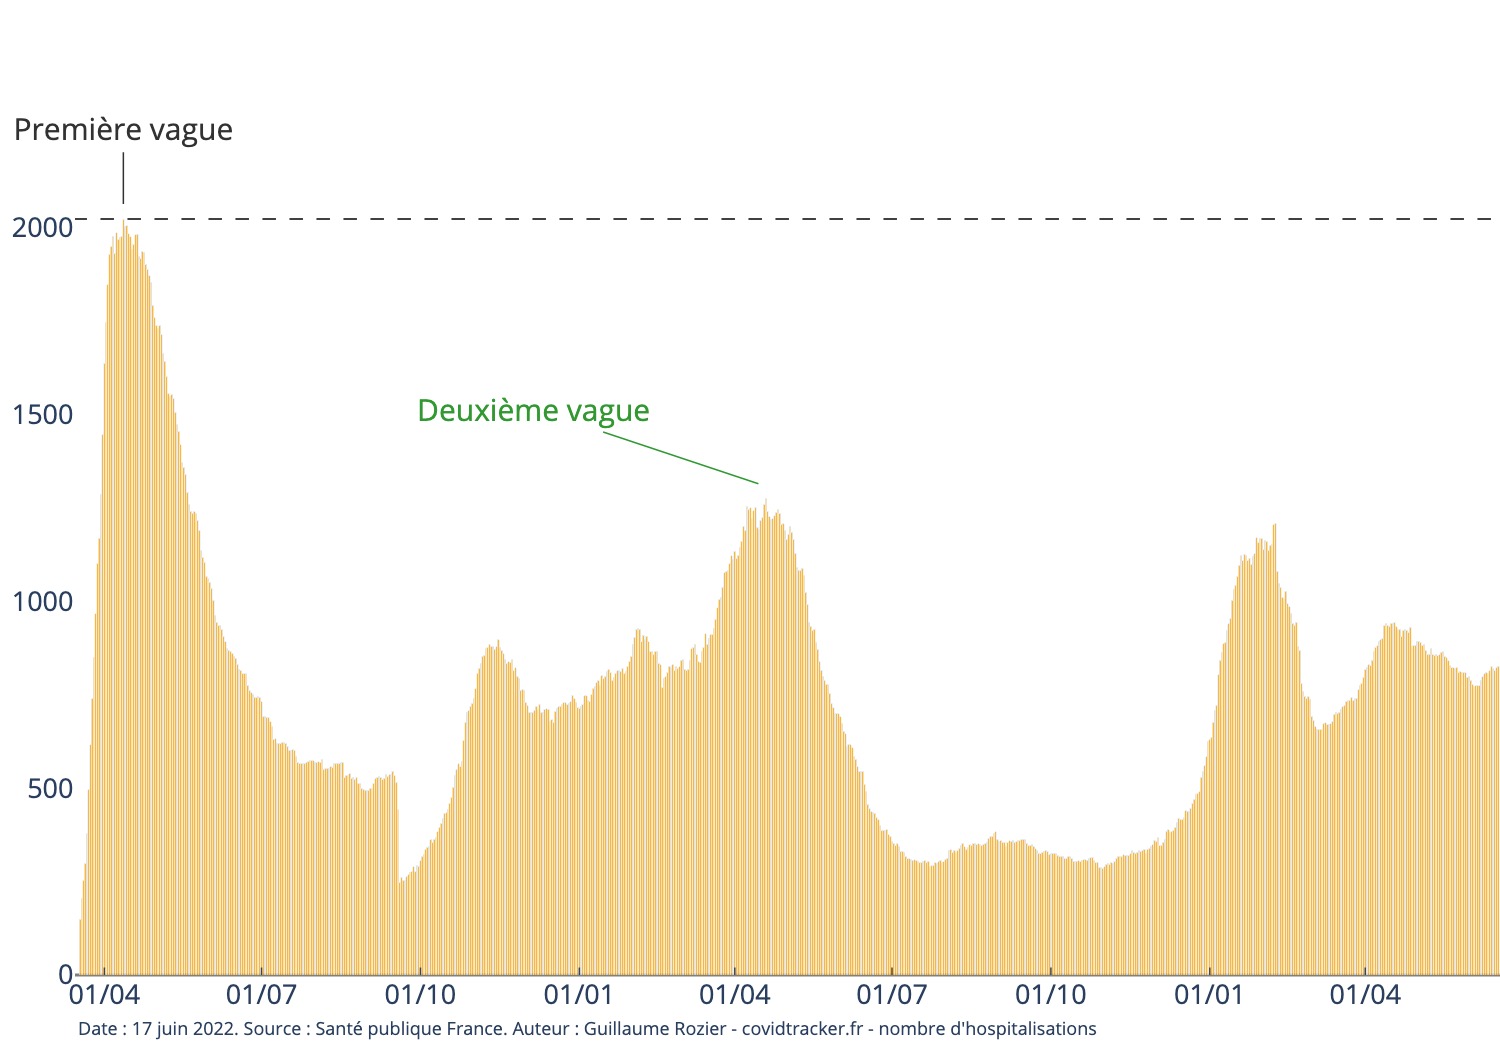 Première vague
2000
1500
Deuxième vague
1000
500
0
01/04 01/07 01/10 01/01 01/04 01/07 01/10 01/01 01/04
Date : 17 juin 2022. Source : Santé publique France. Auteur : Guillaume Rozier - covidtracker.fr - nombre d'hospitalisations